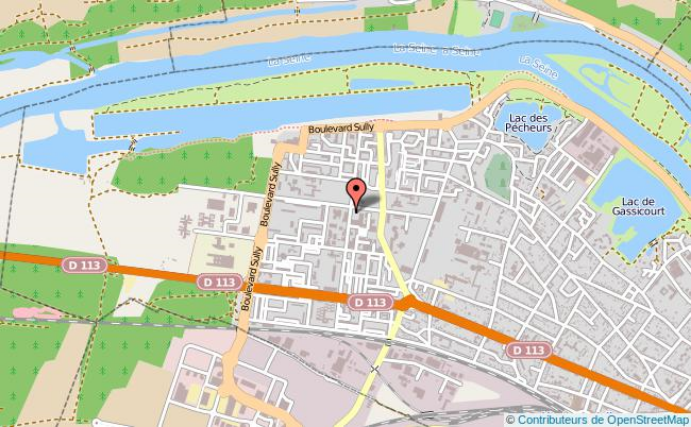 La Seine
La Seine à Seine
La Seine
Boulevard Sully
Lac des
Pêcheurs
Boulevard Sully
Lac de
Gassicourt
Boulevard Sully
D 113
D 113
D 113
D 113
© Contributeurs de OpenStreetMap